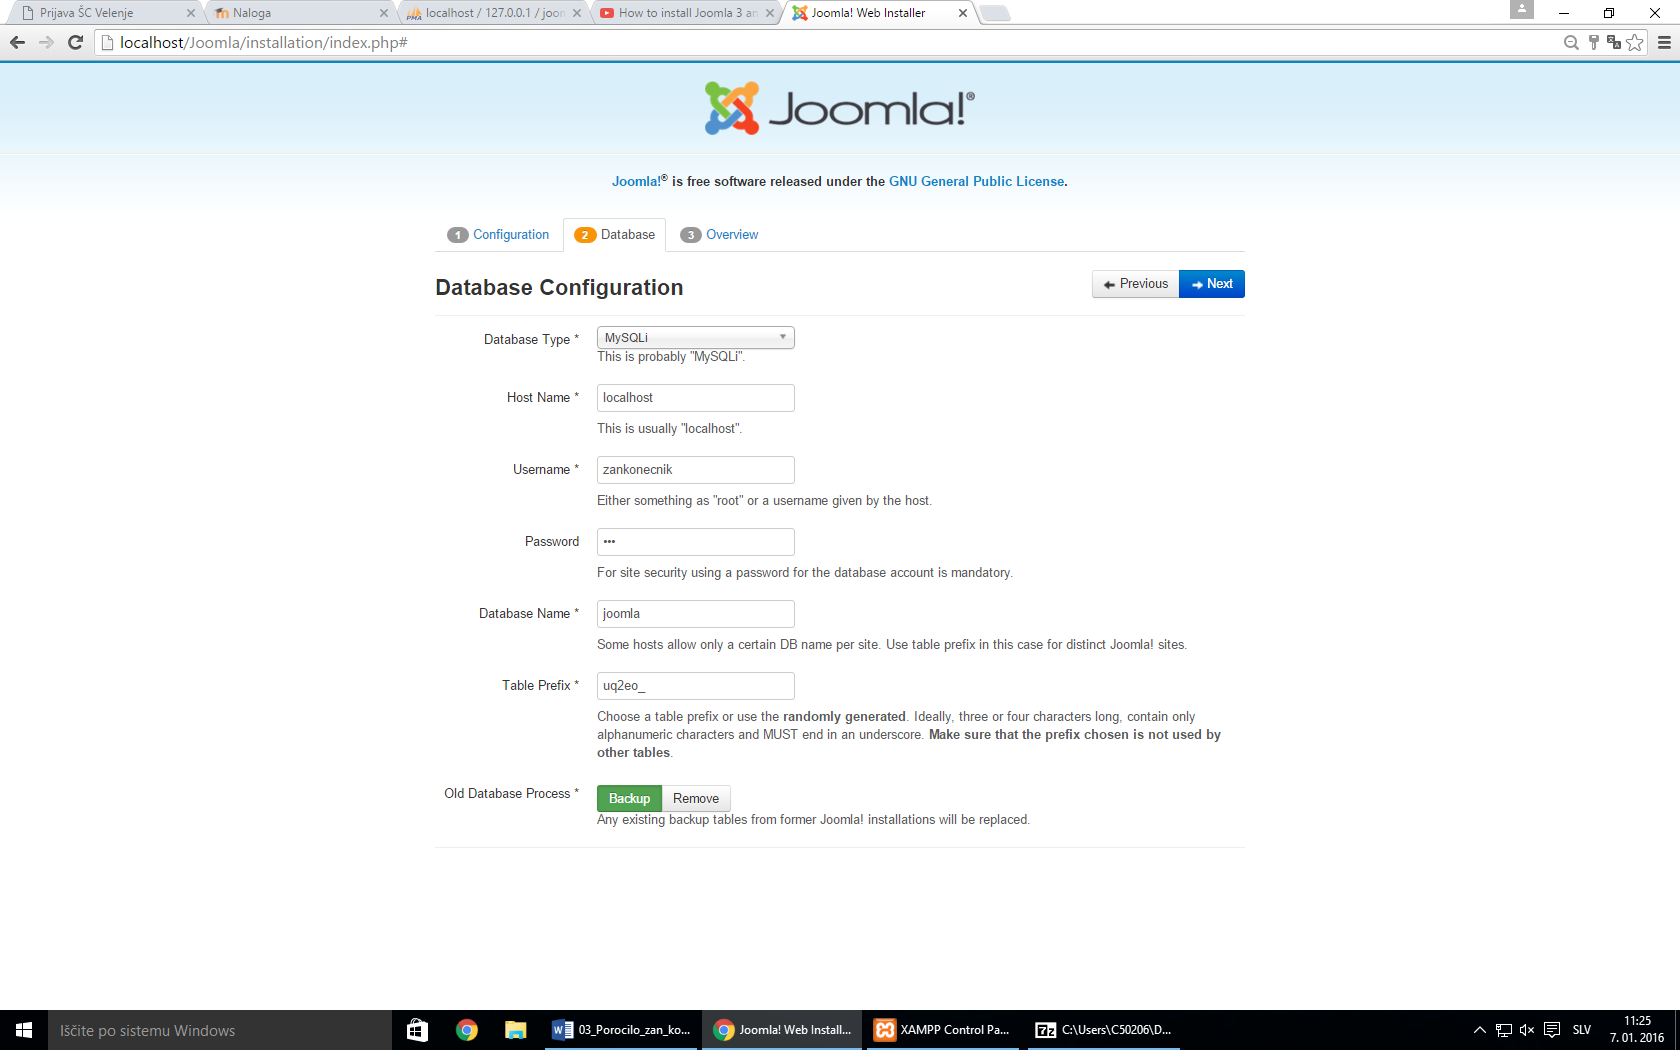 Prijava ŠC Velenje
Naloga
localhost / 127.0.0.1 / joom
How to install Joomla 3 an
Joomla! Web Installer
localhost/Joomla/installation/index.php#
Joomla!®
Joomla!® is free software released under the GNU General Public License.
1 Configuration
2 Database
3 Overview
Database Configuration
Previous
Next
Database Type *
MySQLi
This is probably "MySQLi".
Host Name *
localhost
This is usually "localhost".
Username *
zankonecnik
Either something as "root" or a username given by the host.
Password
•••
For site security using a password for the database account is mandatory.
Database Name *
joomla
Some hosts allow only a certain DB name per site. Use table prefix in this case for distinct Joomla! sites.
Table Prefix *
uq2eo_
Choose a table prefix or use the randomly generated. Ideally, three or four characters long, contain only
alphanumeric characters and MUST end in an underscore. Make sure that the prefix chosen is not used by
other tables.
Old Database Process *
Backup
Remove
Any existing backup tables from former Joomla! installations will be replaced.
Iščite po sistemu Windows
03_Porocilo_zan_ko...
Joomla! Web Install...
XAMPP Control Pa...
C:\Users\C50206\D...
SLV
11:25
7. 01. 2016